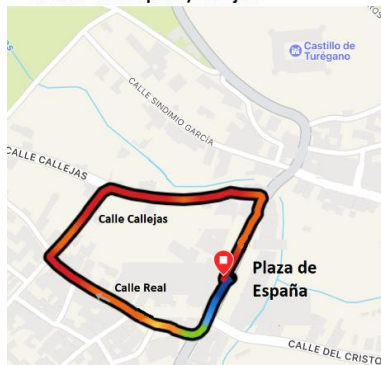 Castillo de
Turégano
CALLE SINDIMIO GARCÍA
CALLE CALLEJAS
Calle Callejas
Calle Real
Plaza de
España
CALLE DEL CRISTO